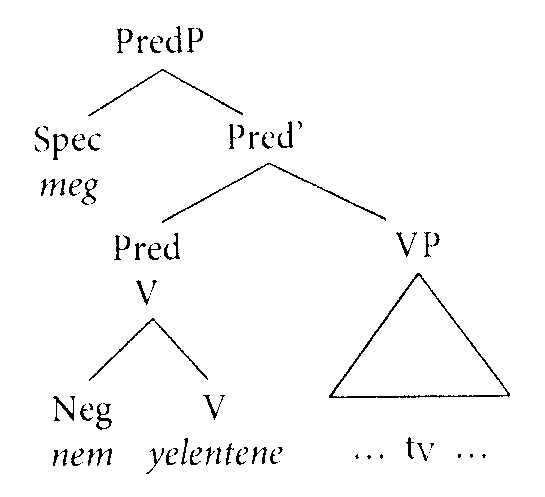 PredP
Spec Pred'
meg
Pred VP
V
Neg V
nem yelentene ... tV ...